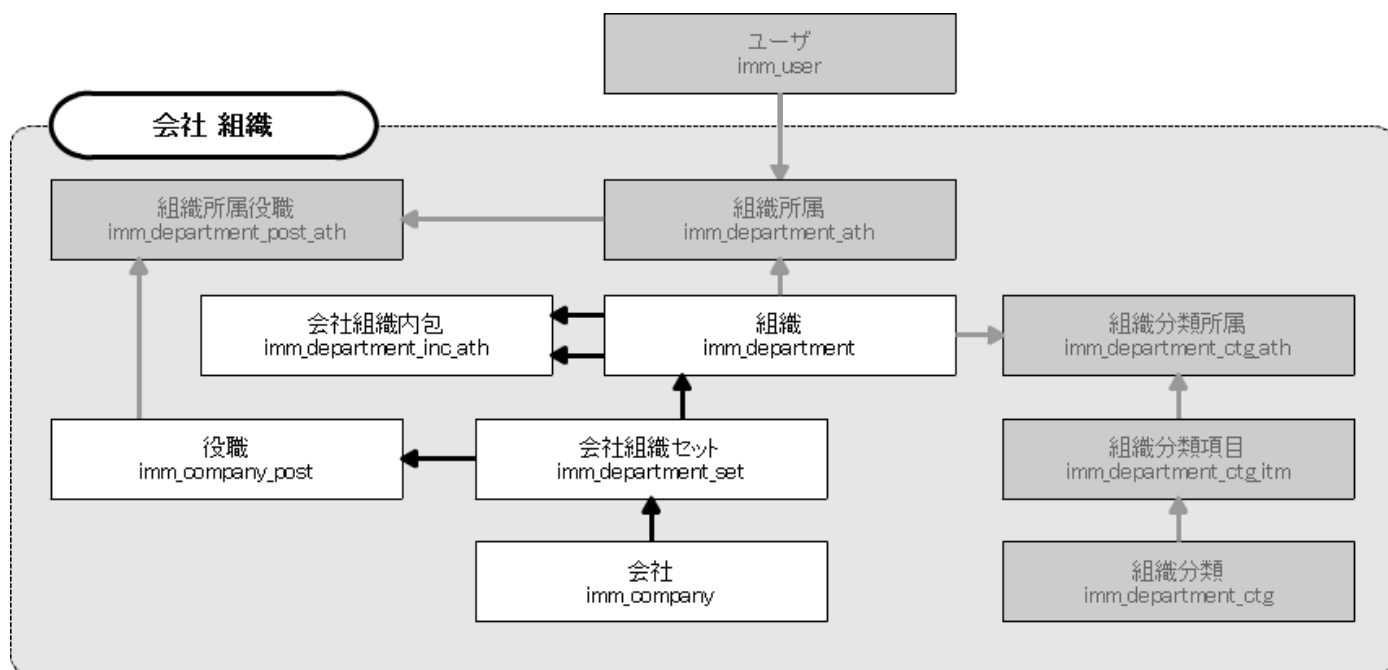 ユーザ
imm_user
会社 組織
組織所属役職
imm_department_post_ath
組織所属
imm_department_ath
会社組織内包
imm_department_inc_ath
組織
imm_department
組織分類所属
imm_department_ctg_ath
役職
imm_company_post
会社組織セット
imm_department_set
組織分類項目
imm_department_ctg_itm
会社
imm_company
組織分類
imm_department_ctg